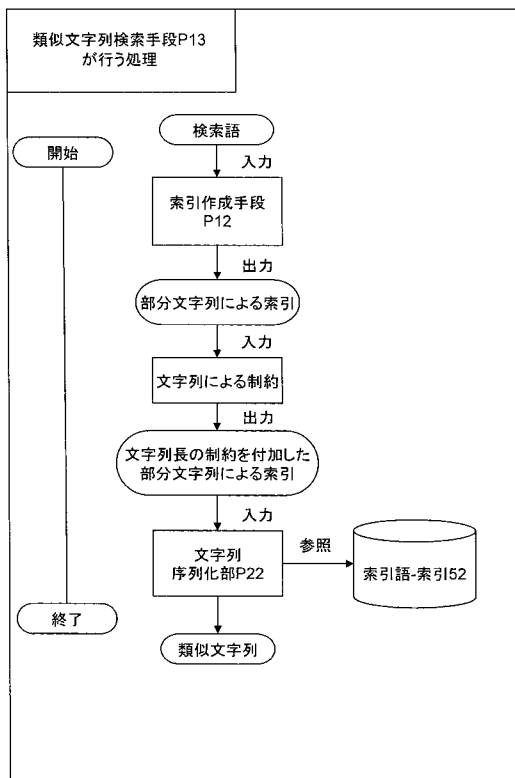 類似文字列検索手段P13
が行う処理
検索語
開始
入力
索引作成手段
P12
出力
部分文字列による索引
入力
文字列による制約
出力
文字列長の制約を付加した
部分文字列による索引
入力
文字列
序列化部P22
参照
索引語-索引52
終了
類似文字列